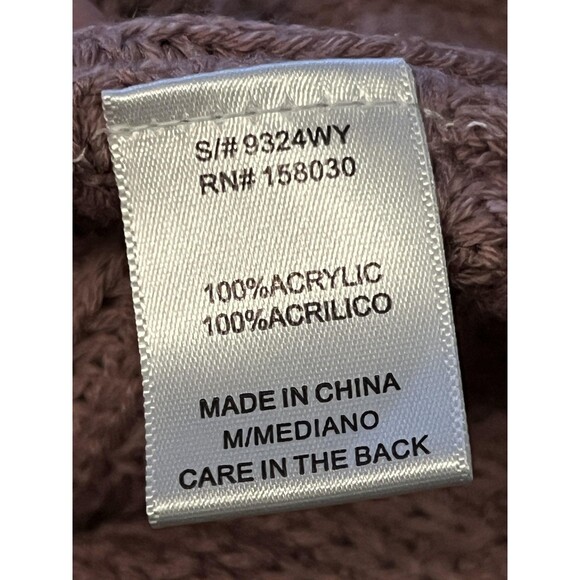 S/# 9324WY
RN# 158030
100%ACRYLIC
100%ACRILICO
MADE IN CHINA
M/MEDIANO
CARE IN THE BACK